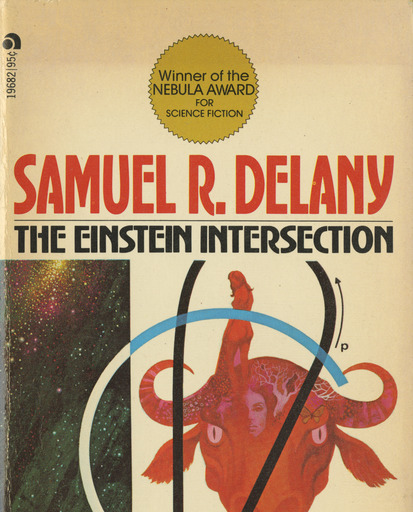 19682|95¢
Winner of the
NEBULA AWARD
FOR
SCIENCE FICTION
SAMUEL R. DELANY
THE EINSTEIN INTERSECTION
p